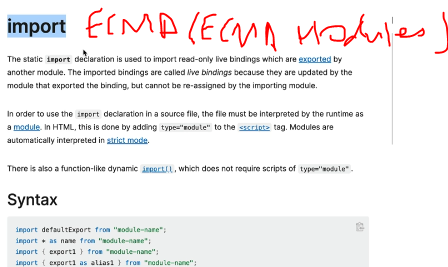 import ECMA (ECMA Modules)
The static import declaration is used to import read-only live bindings which are exported by
another module. The imported bindings are called live bindings because they are updated by the
module that exported the binding, but cannot be re-assigned by the importing module.
In order to use the import declaration in a source file, the file must be interpreted by the runtime as
a module. In HTML, this is done by adding type="module" to the <script> tag. Modules are
automatically interpreted in strict mode.
There is also a function-like dynamic import(), which does not require scripts of type="module".
Syntax
import defaultExport from "module-name";
import * as name from "module-name";
import { export1 } from "module-name";
import { export1 as alias1 } from "module-name";